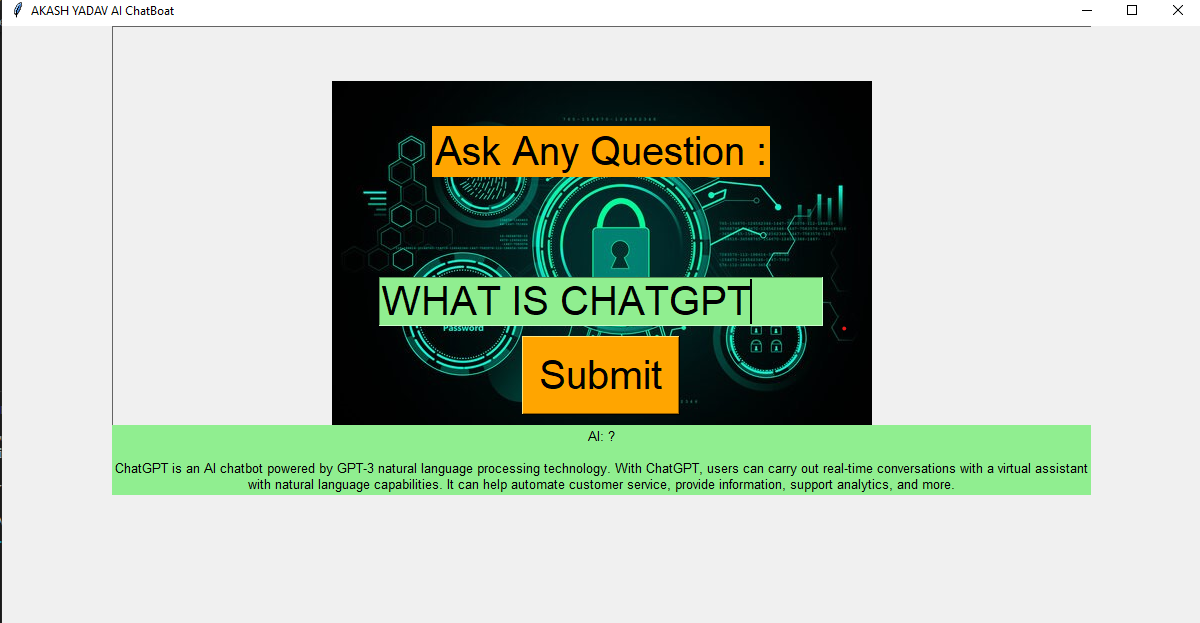 AKASH YADAV AI ChatBoat
Ask Any Question :
WHAT IS CHATGPT
Password
Submit
AI: ?
ChatGPT is an AI chatbot powered by GPT-3 natural language processing technology. With ChatGPT, users can carry out real-time conversations with a virtual assistant
with natural language capabilities. It can help automate customer service, provide information, support analytics, and more.